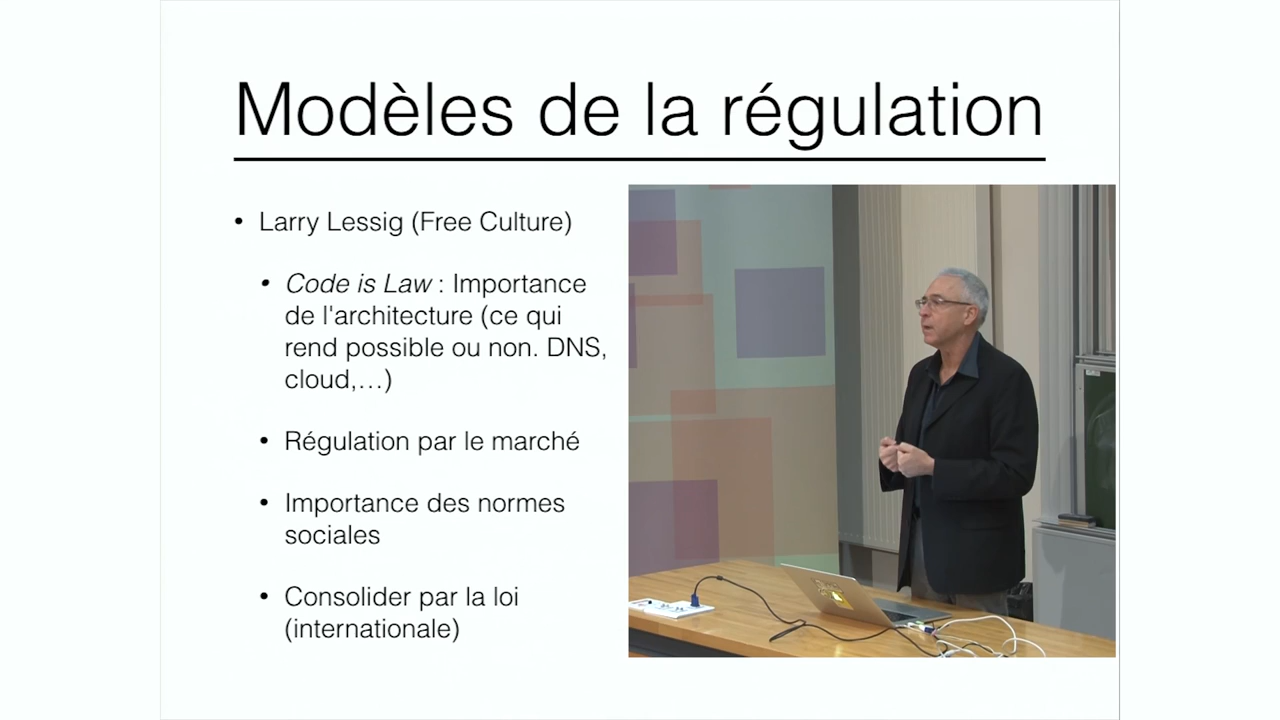 Modèles de la régulation
• Larry Lessig (Free Culture)
• Code is Law : Importance
de l'architecture (ce qui
rend possible ou non. DNS,
cloud,…)
• Régulation par le marché
• Importance des normes
sociales
• Consolider par la loi
(internationale)